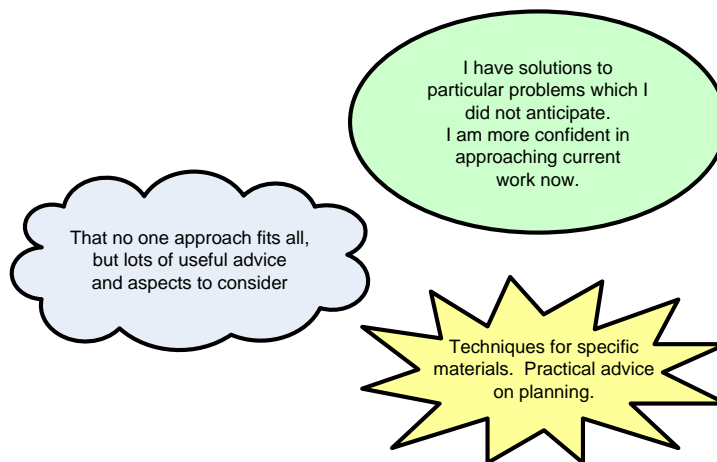 I have solutions to
particular problems which I
did not anticipate.
I am more confident in
approaching current
work now.
That no one approach fits all,
but lots of useful advice
and aspects to consider
Techniques for specific
materials.  Practical advice
on planning.